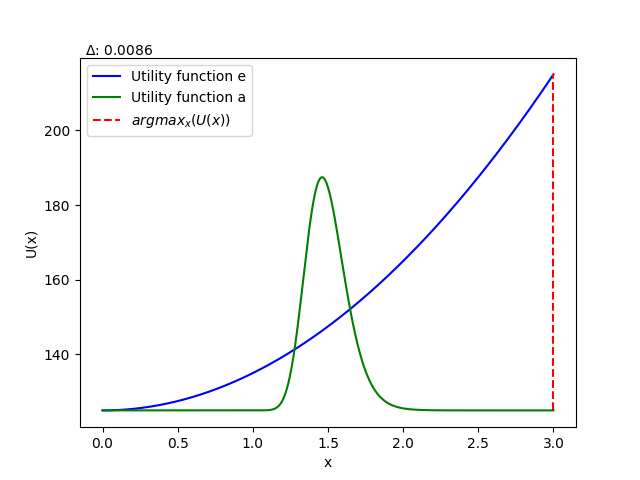 Δ: 0.0086
Utility function e
Utility function a
argmaxₓ(U(x))
200
180
160
140
U(x)
0.0 0.5 1.0 1.5 2.0 2.5 3.0
x